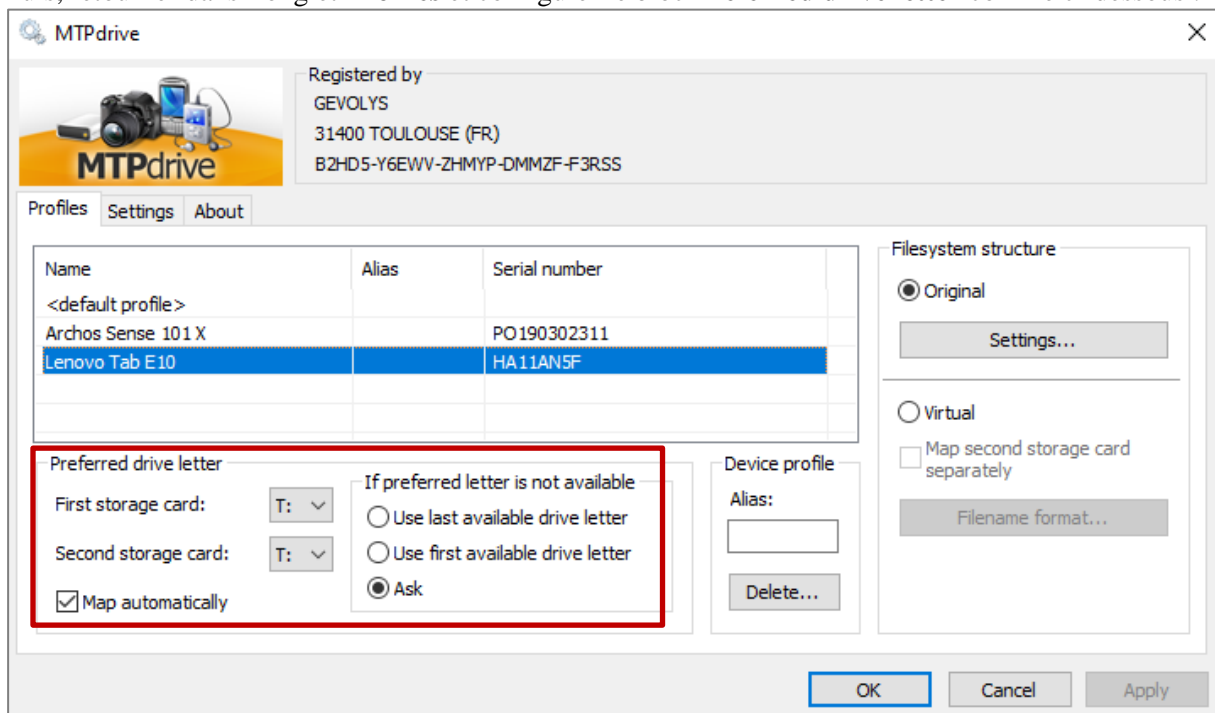 MTPdrive
MTPdrive
Registered by
GEVOLYS
31400 TOULOUSE (FR)
B2HD5-Y6EWV-ZHMYP-DMMZF-F3RSS
Profiles Settings About
Name Alias Serial number
<default profile>
Archos Sense 101 X PO190302311
Lenovo Tab E10 HA11AN5F
Filesystem structure
Original
Settings...
Virtual
Map second storage card
separately
Filename format...
Preferred drive letter
First storage card: T:
Second storage card: T:
Map automatically
If preferred letter is not available
Use last available drive letter
Use first available drive letter
Ask
Device profile
Alias:
Delete...
OK Cancel Apply